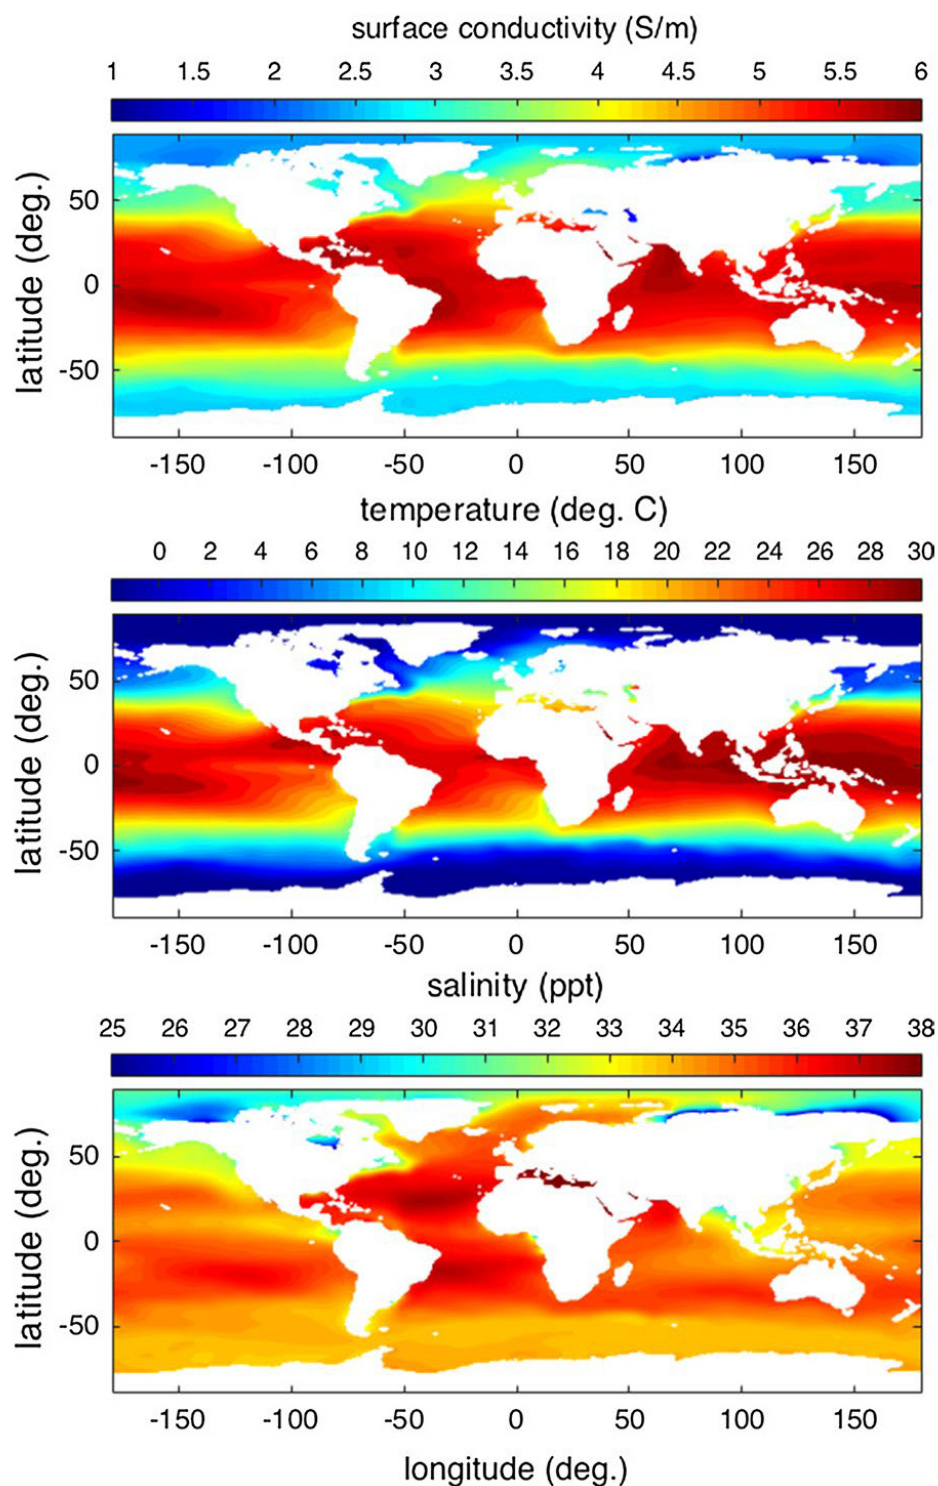 surface conductivity (S/m)
1 1.5 2 2.5 3 3.5 4 4.5 5 5.5 6
latitude (deg.)
50
0
-50
-150 -100 -50 0 50 100 150
temperature (deg. C)
0 2 4 6 8 10 12 14 16 18 20 22 24 26 28 30
latitude (deg.)
50
0
-50
-150 -100 -50 0 50 100 150
salinity (ppt)
25 26 27 28 29 30 31 32 33 34 35 36 37 38
latitude (deg.)
50
0
-50
-150 -100 -50 0 50 100 150
longitude (deg.)